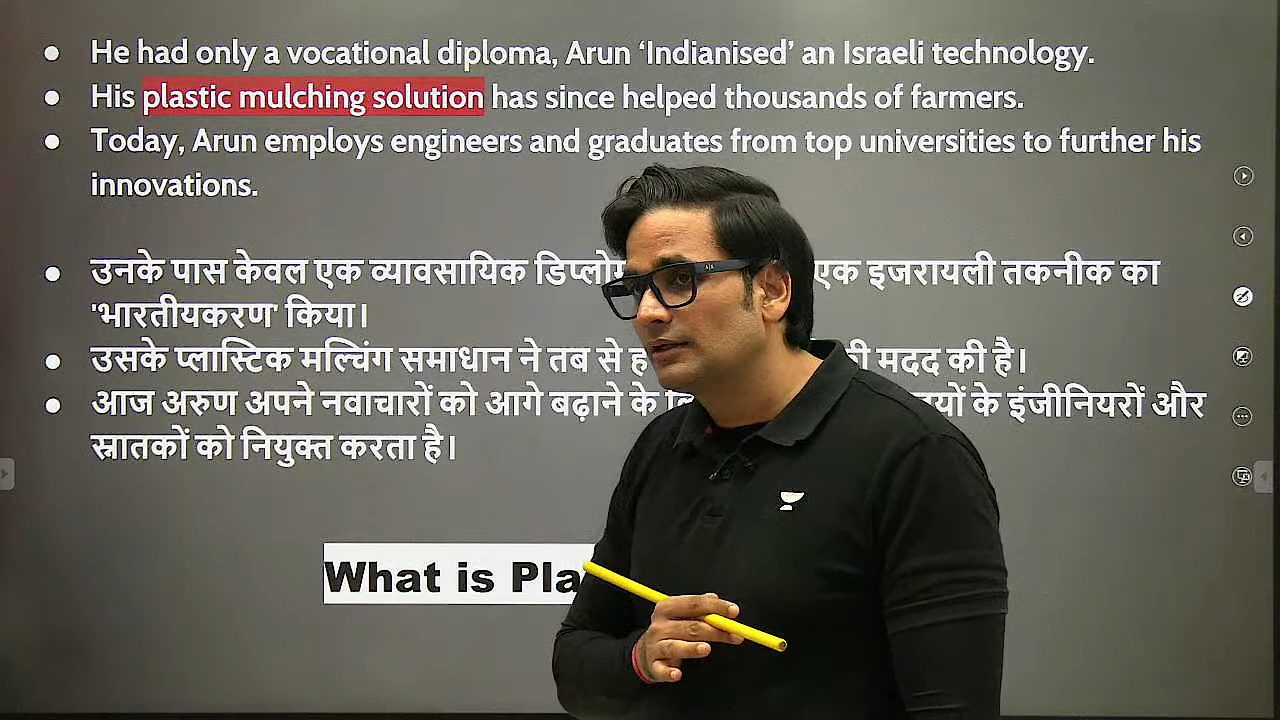 He had only a vocational diploma, Arun ‘Indianised’ an Israeli technology.
His plastic mulching solution has since helped thousands of farmers.
Today, Arun employs engineers and graduates from top universities to further his
innovations.
उनके पास केवल एक व्यावसायिक एक इजरायली तकनीक का
'भारतीयकरण' किया।
उसके प्लास्टिक मल्चिंग समाधान ने तब से मदद की है।
आज अरुण अपने नवाचारों को आगे बढ़ाने के के इंजीनियरों और
स्नातकों को नियुक्त करता है।
What is